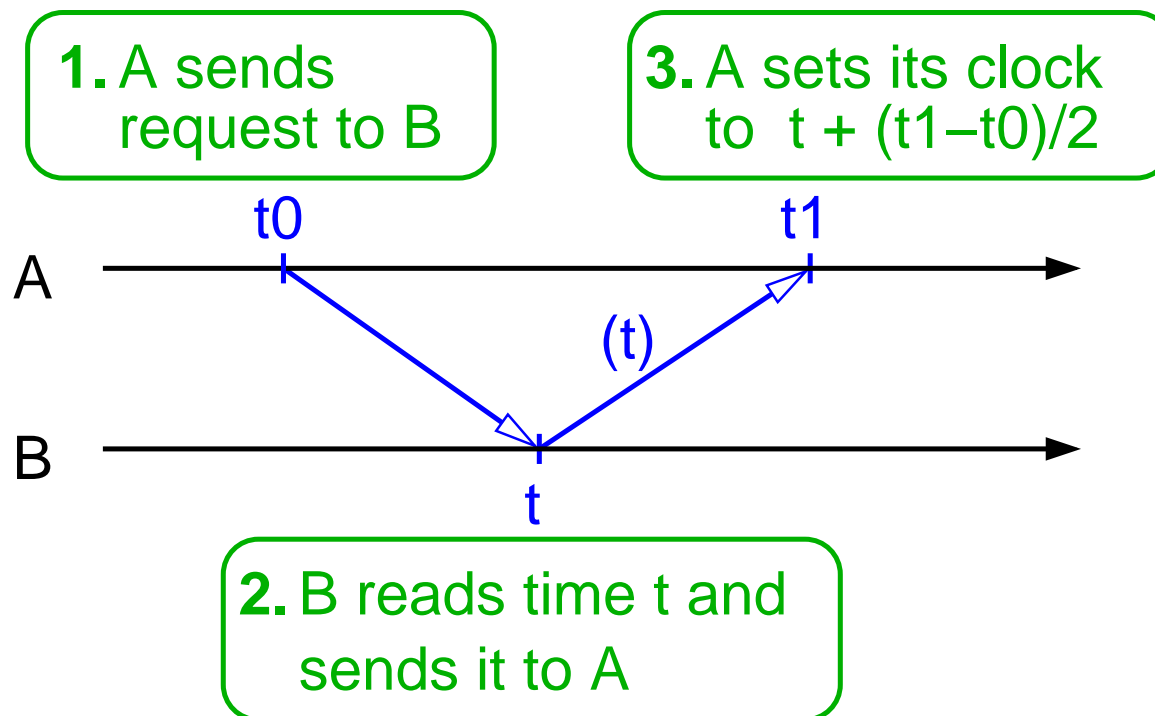 1. A sends
request to B
3. A sets its clock
to t + (t1–t0)/2
t0
t1
A
(t)
B
t
2. B reads time t and
sends it to A